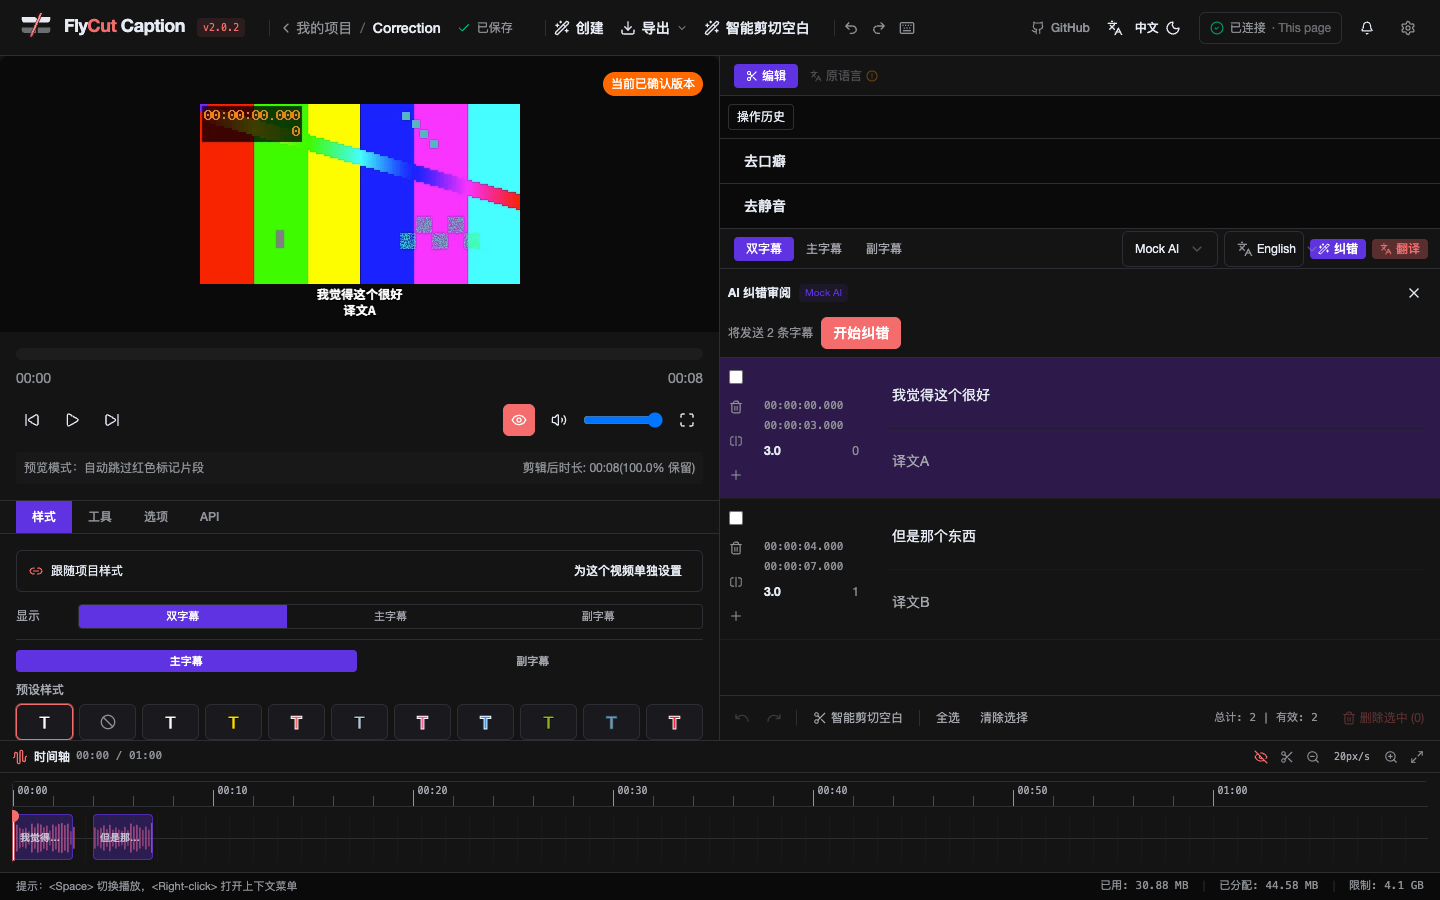 FlyCut Caption v2.0.2 我的项目 / Correction 已保存 创建 导出 智能剪切空白 GitHub 中文 已连接 · This page
当前已确认版本
00:00:00.000
0
我觉得这个很好
译文A
00:00 00:08
预览模式：自动跳过红色标记片段 剪辑后时长: 00:08(100.0% 保留)
样式 工具 选项 API
跟随项目样式 为这个视频单独设置
显示 双字幕 主字幕 副字幕
主字幕 副字幕
预设样式
T T T T T T T T T T
编辑 原语言
操作历史
去口癖
去静音
双字幕 主字幕 副字幕 Mock AI English 纠错 翻译
AI 纠错审阅 Mock AI
将发送 2 条字幕 开始纠错
我觉得这个很好
00:00:00.000
00:00:03.000
3.0 0
译文A
但是那个东西
00:00:04.000
00:00:07.000
3.0 1
译文B
智能剪切空白 全选 清除选择 总计: 2 | 有效: 2 删除选中 (0)
时间轴 00:00 / 01:00 20px/s
00:00 00:10 00:20 00:30 00:40 00:50 01:00
我觉得... 但是那...
提示：<Space> 切换播放，<Right-click> 打开上下文菜单 已用: 30.88 MB 已分配: 44.58 MB 限制: 4.1 GB